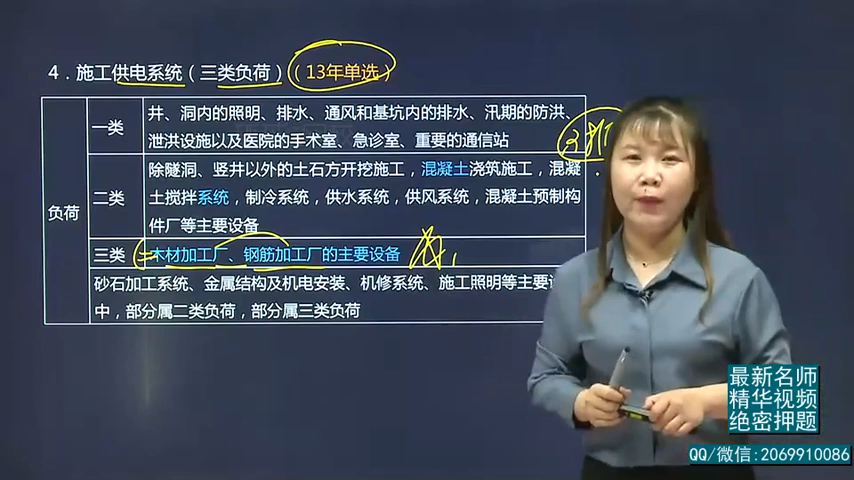 4．施工供电系统（三类负荷）（13年单选）
负荷
一类
井、洞内的照明、排水、通风和基坑内的排水、汛期的防洪、
泄洪设施以及医院的手术室、急诊室、重要的通信站
二类
除隧洞、竖井以外的土石方开挖施工，混凝土浇筑施工，混凝
土搅拌系统，制冷系统，供水系统，供风系统，混凝土预制构
件厂等主要设备
三类
木材加工厂、钢筋加工厂的主要设备
砂石加工系统、金属结构及机电安装、机修系统、施工照明等主要
中，部分属二类负荷，部分属三类负荷
最新名师
精华视频
绝密押题
QQ/微信:2069910086